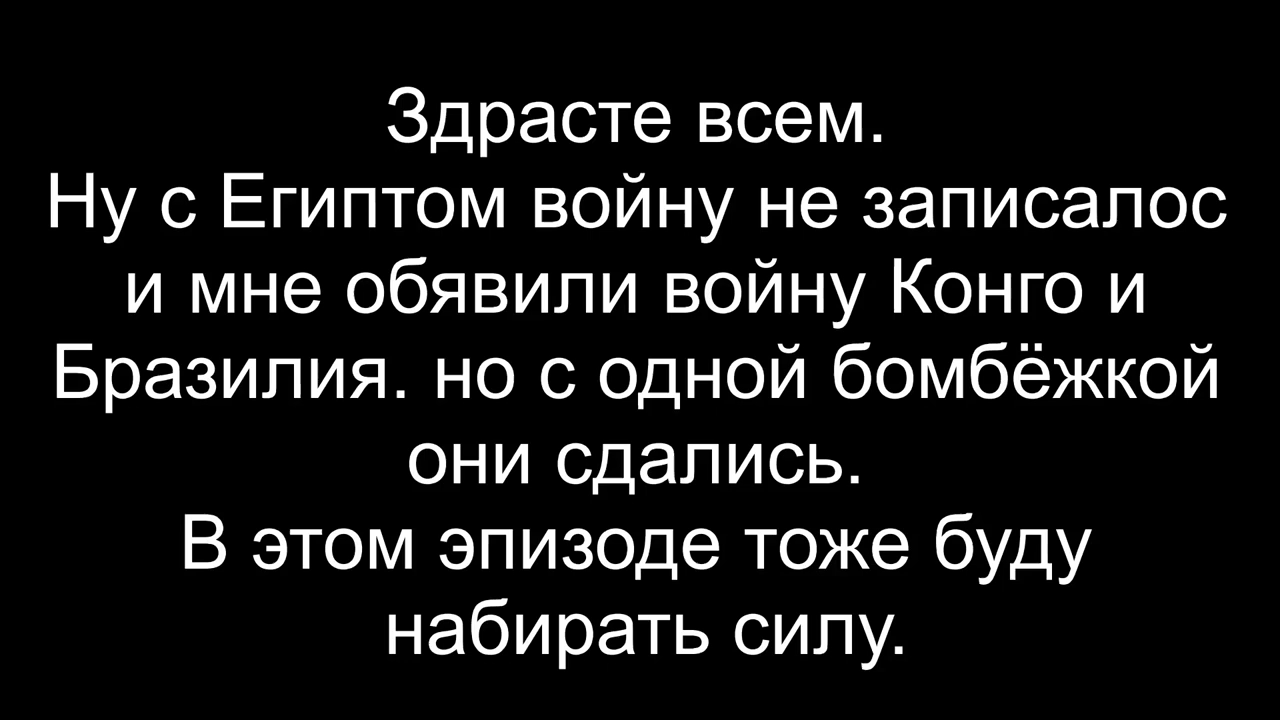 Здрасте всем.
Ну с Египтом войну не записалос
и мне обявили войну Конго и
Бразилия. но с одной бомбёжкой
они сдались.
В этом эпизоде тоже буду
набирать силу.